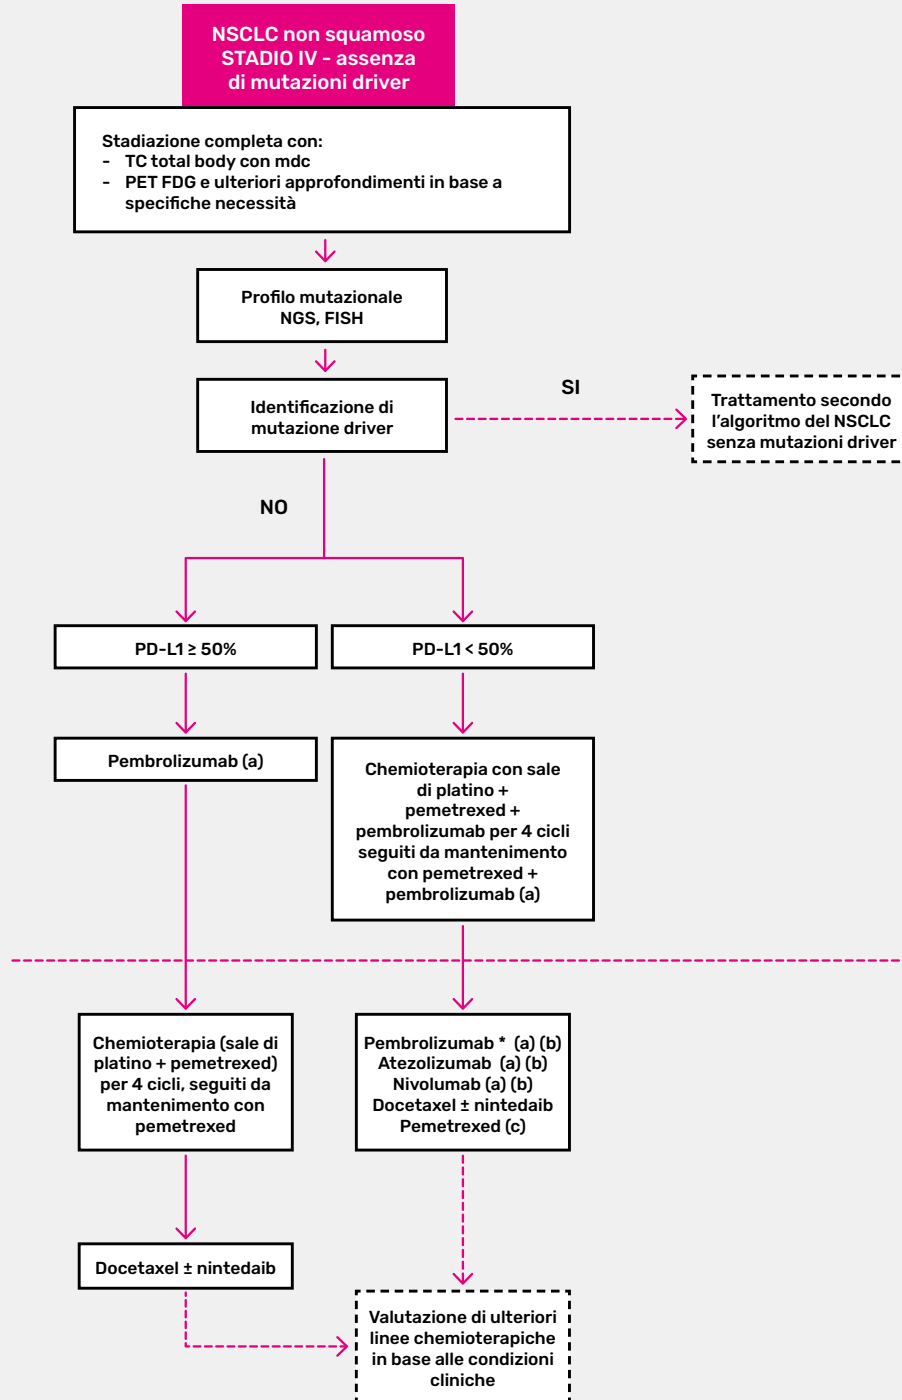 NSCLC non squamoso
STADIO IV - assenza
di mutazioni driver
Stadiazione completa con:
- TC total body con mdc
- PET FDG e ulteriori approfondimenti in base a
specifiche necessità
Profilo mutazionale
NGS, FISH
Identificazione di
mutazione driver
SI
Trattamento secondo
l'algoritmo del NSCLC
senza mutazioni driver
NO
PD-L1 ≥ 50%
PD-L1 < 50%
Pembrolizumab (a)
Chemioterapia con sale
di platino +
pemetrexed +
pembrolizumab per 4 cicli
seguiti da mantenimento
con pemetrexed +
pembrolizumab (a)
Chemioterapia (sale di
platino + pemetrexed)
per 4 cicli, seguiti da
mantenimento con
pemetrexed
Pembrolizumab * (a) (b)
Atezolizumab (a) (b)
Nivolumab (a) (b)
Docetaxel ± nintedaib
Pemetrexed (c)
Docetaxel ± nintedaib
Valutazione di ulteriori
linee chemioterapiche
in base alle condizioni
cliniche